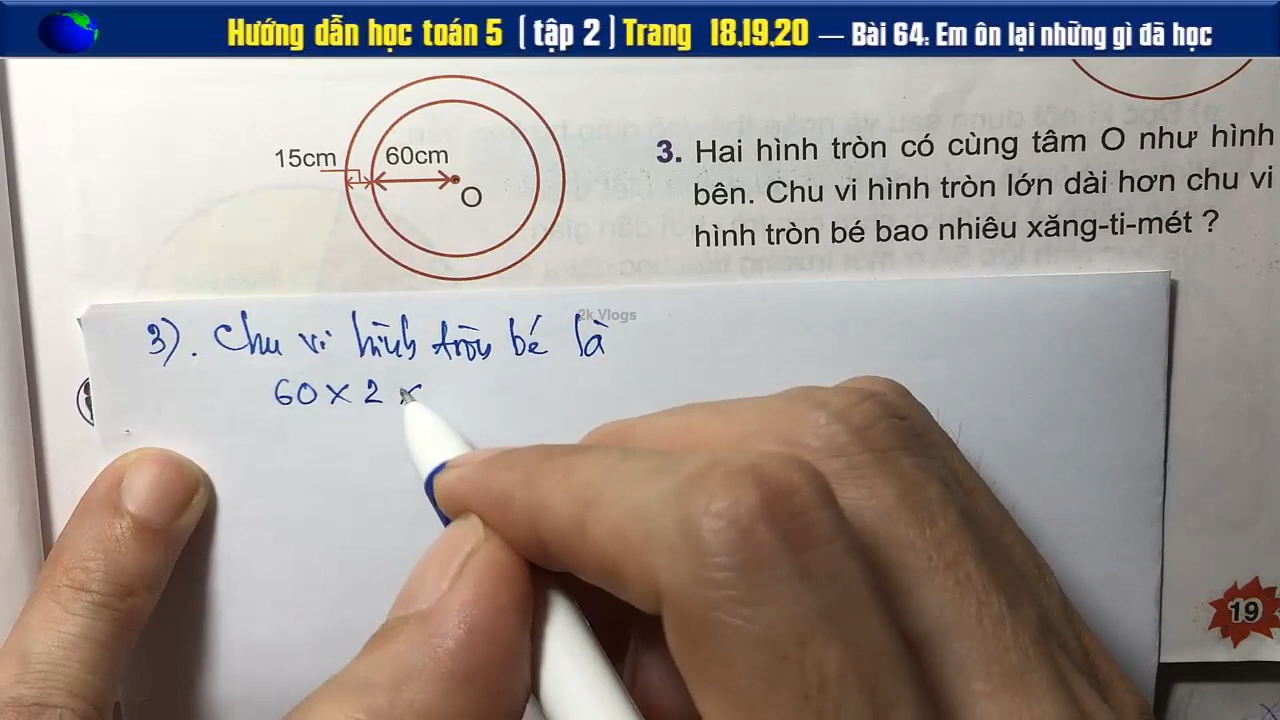 Hướng dẫn học toán 5 ( tập 2 ) Trang 18,19,20 — Bài 64: Em ôn lại những gì đã học
15cm
60cm
O
3. Hai hình tròn có cùng tâm O như hình
bên. Chu vi hình tròn lớn dài hơn chu vi
hình tròn bé bao nhiêu xăng-ti-mét ?
2k Vlogs
3). Chu vi hình tròn bé là
60 x 2 x
19